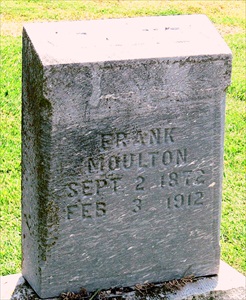 FRANK
MOULTON
SEPT 2 1872
FEB 3 1912